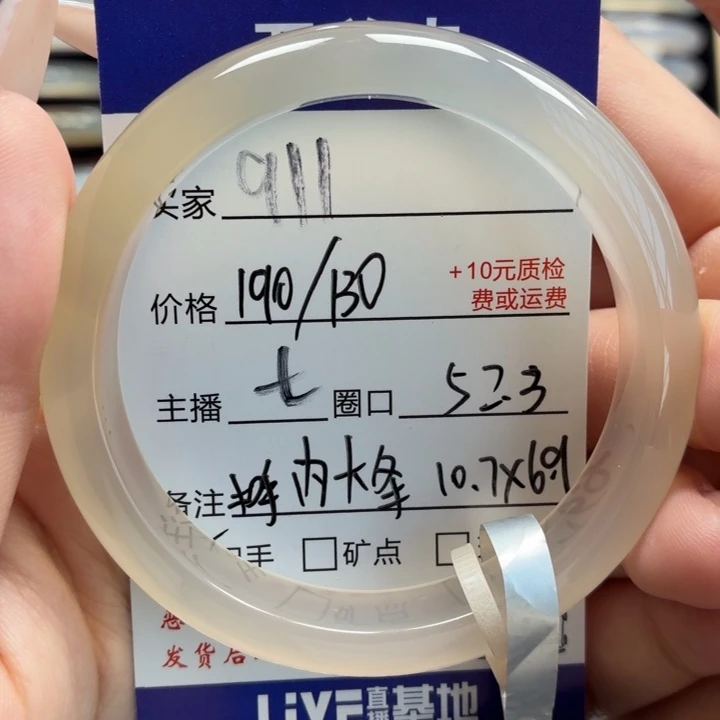 买家 911
价格 190/130 +10元质检
费或运费
主播 七 圈口 52.3
备注 内大条 10.7x6.9
矿点
发货后
LiVE 直播基地